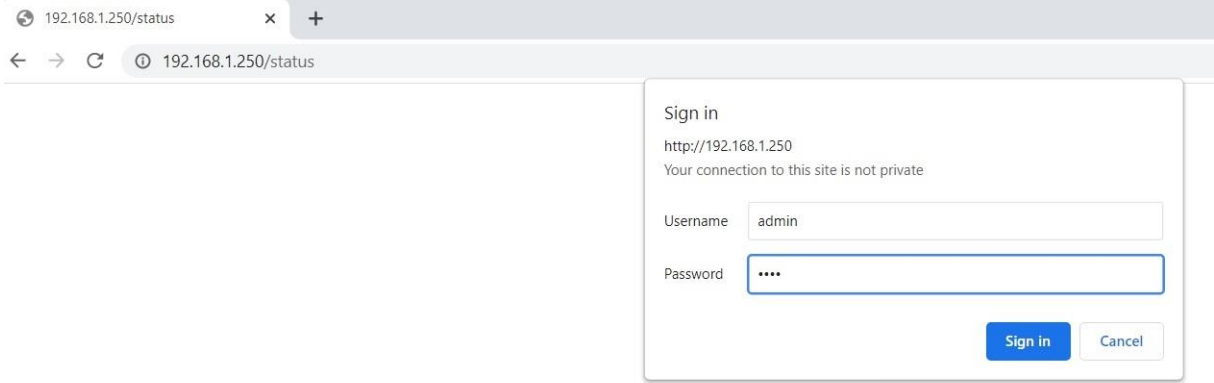 192.168.1.250/status
192.168.1.250/status
Sign in
http://192.168.1.250
Your connection to this site is not private
Username admin
Password ••••
Sign in Cancel